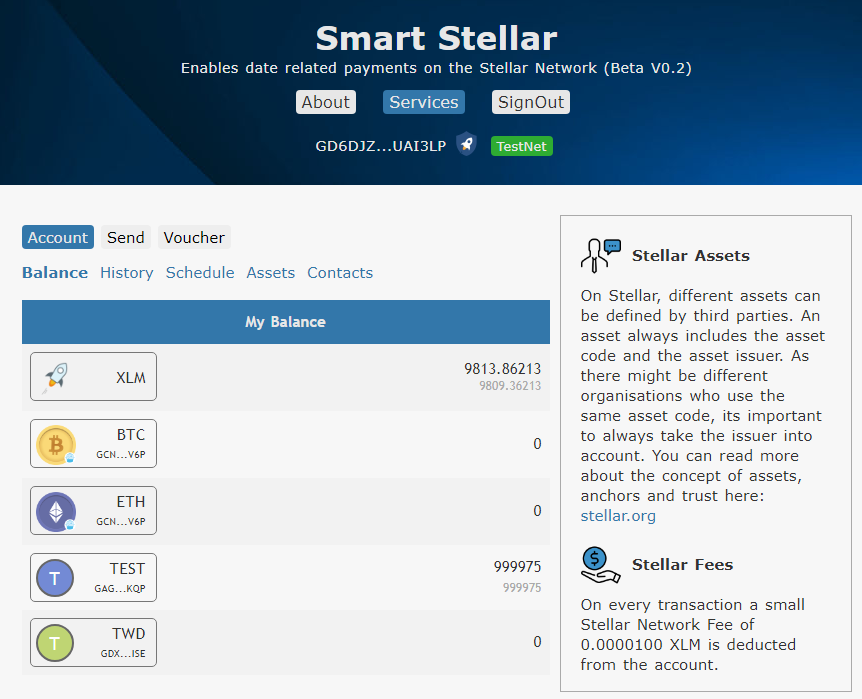 Smart Stellar
Enables date related payments on the Stellar Network (Beta V0.2)
About Services SignOut
GD6DJZ...UAI3LP TestNet
Account Send Voucher
Balance History Schedule Assets Contacts
My Balance
XLM 9813.86213
9809.36213
BTC
GCN...V6P
0
ETH
GCN...V6P
0
TEST 999975
GAG...KQP 999975
TWD
GDX...ISE
0
T
T
Stellar Assets
On Stellar, different assets can
be defined by third parties. An
asset always includes the asset
code and the asset issuer. As
there might be different
organisations who use the
same asset code, its important
to always take the issuer into
account. You can read more
about the concept of assets,
anchors and trust here:
stellar.org
Stellar Fees
On every transaction a small
Stellar Network Fee of
0.0000100 XLM is deducted
from the account.